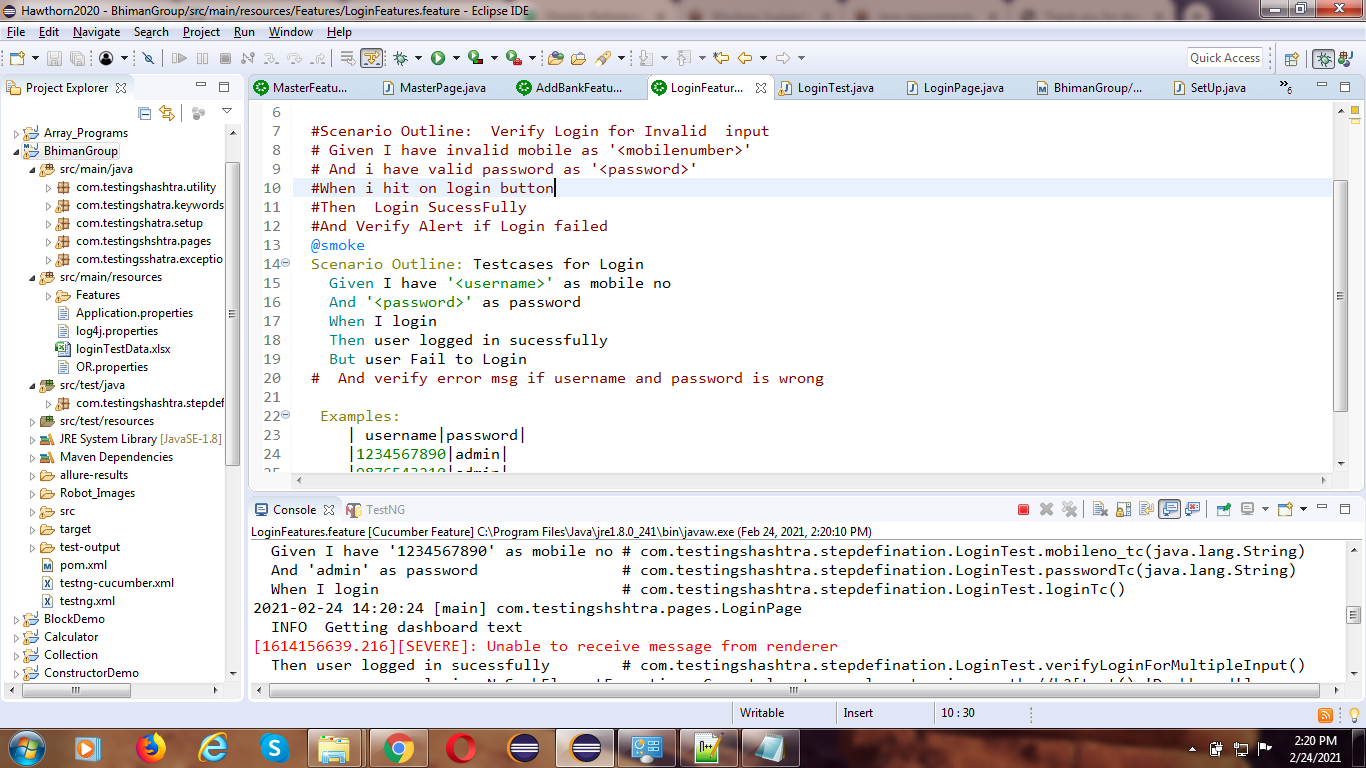 Hawthorn2020 - BhimanGroup/src/main/resources/Features/LoginFeatures.feature - Eclipse IDE
File Edit Navigate Search Project Run Window Help
Quick Access
Project Explorer
MasterFeatu... MasterPage.java AddBankFeatu... LoginFeatur... LoginTest.java LoginPage.java BhimanGroup/... SetUp.java »6
Array_Programs
BhimanGroup
src/main/java
com.testingshashtra.utility
com.testingshatra.keywords
com.testingshatra.setup
com.testingshshtra.pages
com.testingsshatra.exceptio
src/main/resources
Features
Application.properties
log4j.properties
loginTestData.xlsx
OR.properties
src/test/java
com.testingshashtra.stepdef
src/test/resources
JRE System Library [JavaSE-1.8]
Maven Dependencies
allure-results
Robot_Images
src
target
test-output
pom.xml
testng-cucumber.xml
testng.xml
BlockDemo
Calculator
Collection
ConstructorDemo
6
7 #Scenario Outline:  Verify Login for Invalid  input
8 # Given I have invalid mobile as '<mobilenumber>'
9 # And i have valid password as '<password>'
10 #When i hit on login button
11 #Then  Login SucessFully
12 #And Verify Alert if Login failed
13 @smoke
14 Scenario Outline: Testcases for Login
15 Given I have '<username>' as mobile no
16 And '<password>' as password
17 When I login
18 Then user logged in sucessfully
19 But user Fail to Login
20 #  And verify error msg if username and password is wrong
21
22 Examples:
23 | username|password|
24 |1234567890|admin|
25 |9876543210|admin|
Console TestNG
LoginFeatures.feature [Cucumber Feature] C:\Program Files\Java\jre1.8.0_241\bin\javaw.exe (Feb 24, 2021, 2:20:10 PM)
Given I have '1234567890' as mobile no # com.testingshashtra.stepdefination.LoginTest.mobileno_tc(java.lang.String)
And 'admin' as password # com.testingshashtra.stepdefination.LoginTest.passwordTc(java.lang.String)
When I login # com.testingshashtra.stepdefination.LoginTest.loginTc()
2021-02-24 14:20:24 [main] com.testingshshtra.pages.LoginPage
INFO  Getting dashboard text
[1614156639.216][SEVERE]: Unable to receive message from renderer
Then user logged in sucessfully # com.testingshashtra.stepdefination.LoginTest.verifyLoginForMultipleInput()
Writable Insert 10 : 30
2:20 PM
2/24/2021